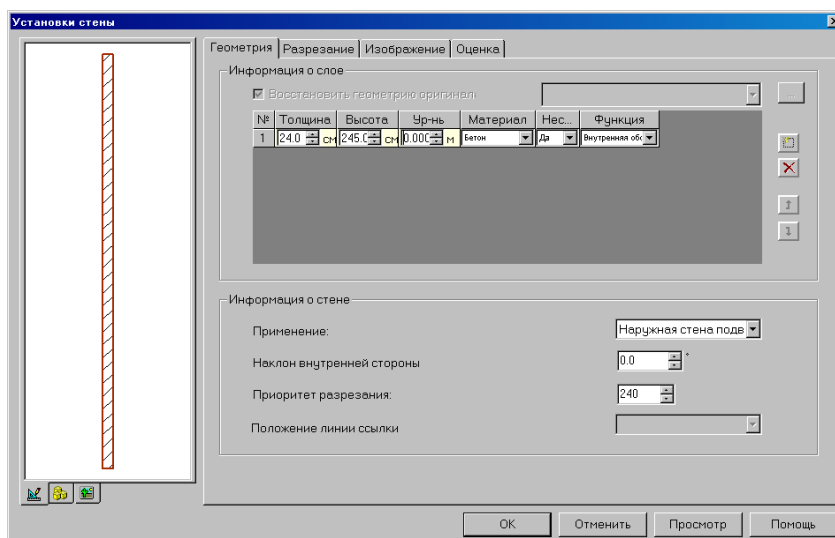 Установки стены
Геометрия Разрезание Изображение Оценка
Информация о слое
Восстановить геометрию оригинал
...
№ Толщина Высота Ур-нь Материал Нес... Функция
1 24.0 см 245.0 см 0.000 м Бетон Да Внутренняя обс
Информация о стене
Применение: Наружная стена подв
Наклон внутренней стороны 0.0 °
Приоритет разрезания: 240
Положение линии ссылки
OK Отменить Просмотр Помощь